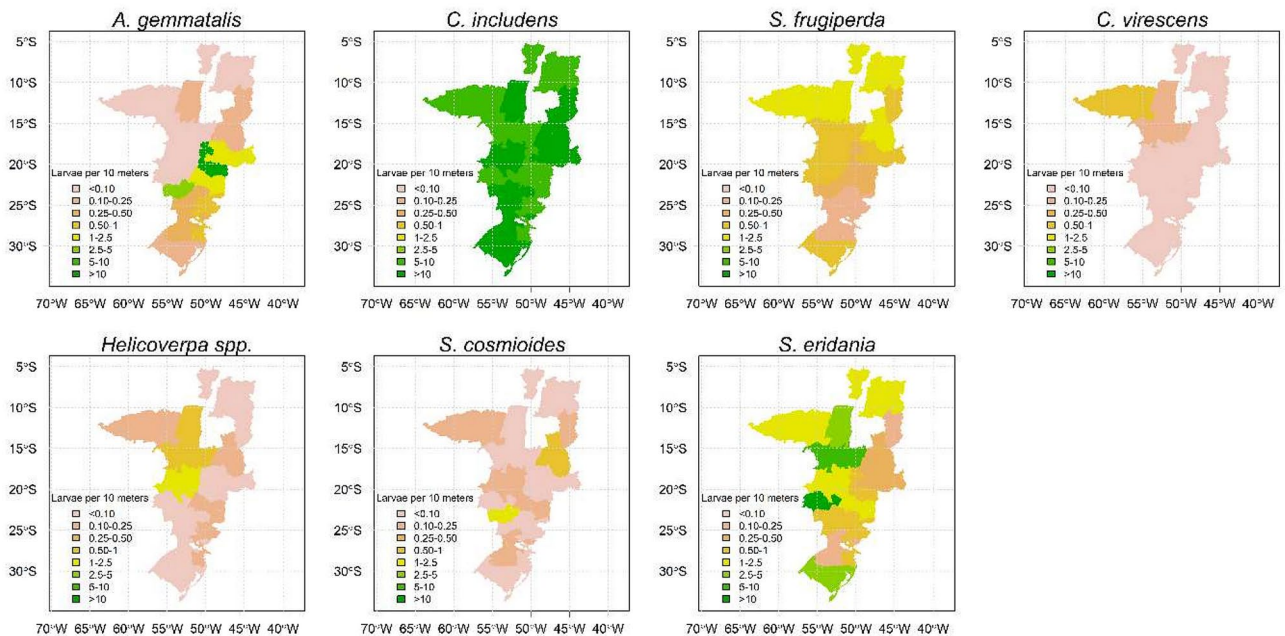 A. gemmatalis
5°S
10°S
15°S
20°S
25°S
30°S
Larvae per 10 meters
<0.10
0.10-0.25
0.25-0.50
0.50-1
1-2.5
2.5-5
5-10
>10
70°W 65°W 60°W 55°W 50°W 45°W 40°W
C. includens
5°S
10°S
15°S
20°S
25°S
30°S
Larvae per 10 meters
<0.10
0.10-0.25
0.25-0.50
0.50-1
1-2.5
2.5-5
5-10
>10
70°W 65°W 60°W 55°W 50°W 45°W 40°W
S. frugiperda
5°S
10°S
15°S
20°S
25°S
30°S
Larvae per 10 meters
<0.10
0.10-0.25
0.25-0.50
0.50-1
1-2.5
2.5-5
5-10
>10
70°W 65°W 60°W 55°W 50°W 45°W 40°W
C. virescens
5°S
10°S
15°S
20°S
25°S
30°S
Larvae per 10 meters
<0.10
0.10-0.25
0.25-0.50
0.50-1
1-2.5
2.5-5
5-10
>10
70°W 65°W 60°W 55°W 50°W 45°W 40°W
Helicoverpa spp.
5°S
10°S
15°S
20°S
25°S
30°S
Larvae per 10 meters
<0.10
0.10-0.25
0.25-0.50
0.50-1
1-2.5
2.5-5
5-10
>10
70°W 65°W 60°W 55°W 50°W 45°W 40°W
S. cosmioides
5°S
10°S
15°S
20°S
25°S
30°S
Larvae per 10 meters
<0.10
0.10-0.25
0.25-0.50
0.50-1
1-2.5
2.5-5
5-10
>10
70°W 65°W 60°W 55°W 50°W 45°W 40°W
S. eridania
5°S
10°S
15°S
20°S
25°S
30°S
Larvae per 10 meters
<0.10
0.10-0.25
0.25-0.50
0.50-1
1-2.5
2.5-5
5-10
>10
70°W 65°W 60°W 55°W 50°W 45°W 40°W